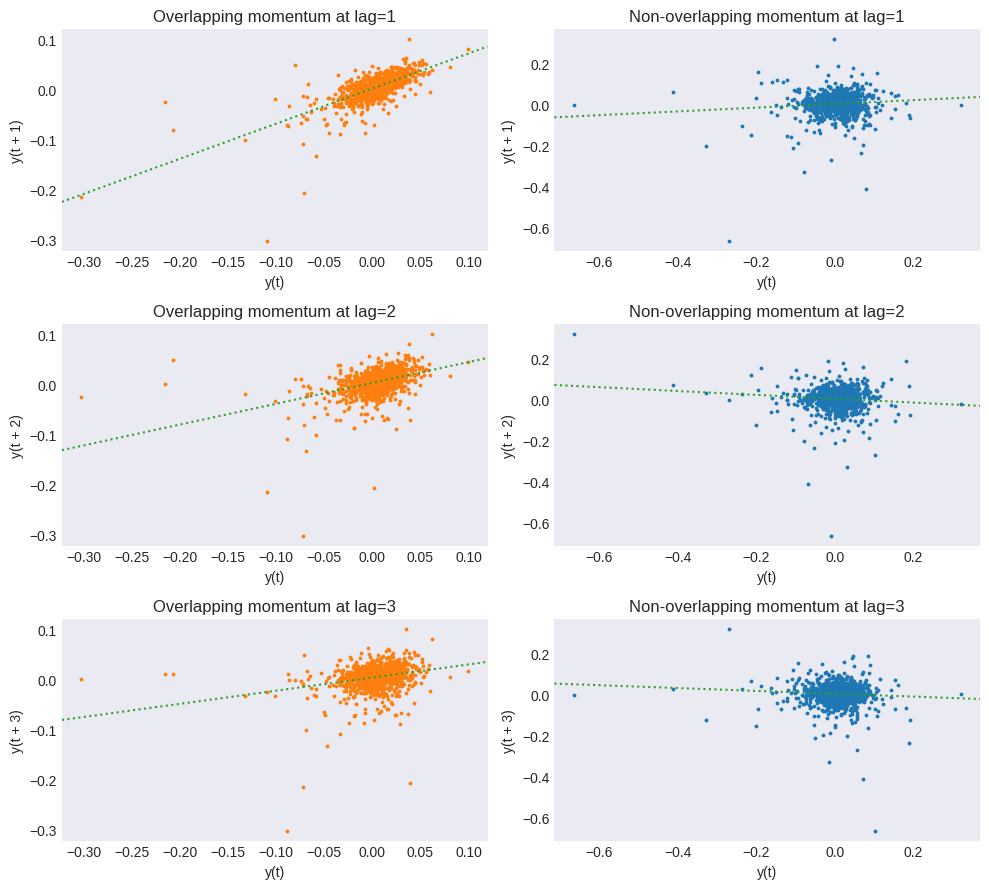 Overlapping momentum at lag=1
0.1
0.0
−0.1
−0.2
−0.3
y(t + 1)
−0.30 −0.25 −0.20 −0.15 −0.10 −0.05 0.00 0.05 0.10
y(t)
Non-overlapping momentum at lag=1
0.2
0.0
−0.2
−0.4
−0.6
y(t + 1)
−0.6 −0.4 −0.2 0.0 0.2
y(t)
Overlapping momentum at lag=2
0.1
0.0
−0.1
−0.2
−0.3
y(t + 2)
−0.30 −0.25 −0.20 −0.15 −0.10 −0.05 0.00 0.05 0.10
y(t)
Non-overlapping momentum at lag=2
0.2
0.0
−0.2
−0.4
−0.6
y(t + 2)
−0.6 −0.4 −0.2 0.0 0.2
y(t)
Overlapping momentum at lag=3
0.1
0.0
−0.1
−0.2
−0.3
y(t + 3)
−0.30 −0.25 −0.20 −0.15 −0.10 −0.05 0.00 0.05 0.10
y(t)
Non-overlapping momentum at lag=3
0.2
0.0
−0.2
−0.4
−0.6
y(t + 3)
−0.6 −0.4 −0.2 0.0 0.2
y(t)